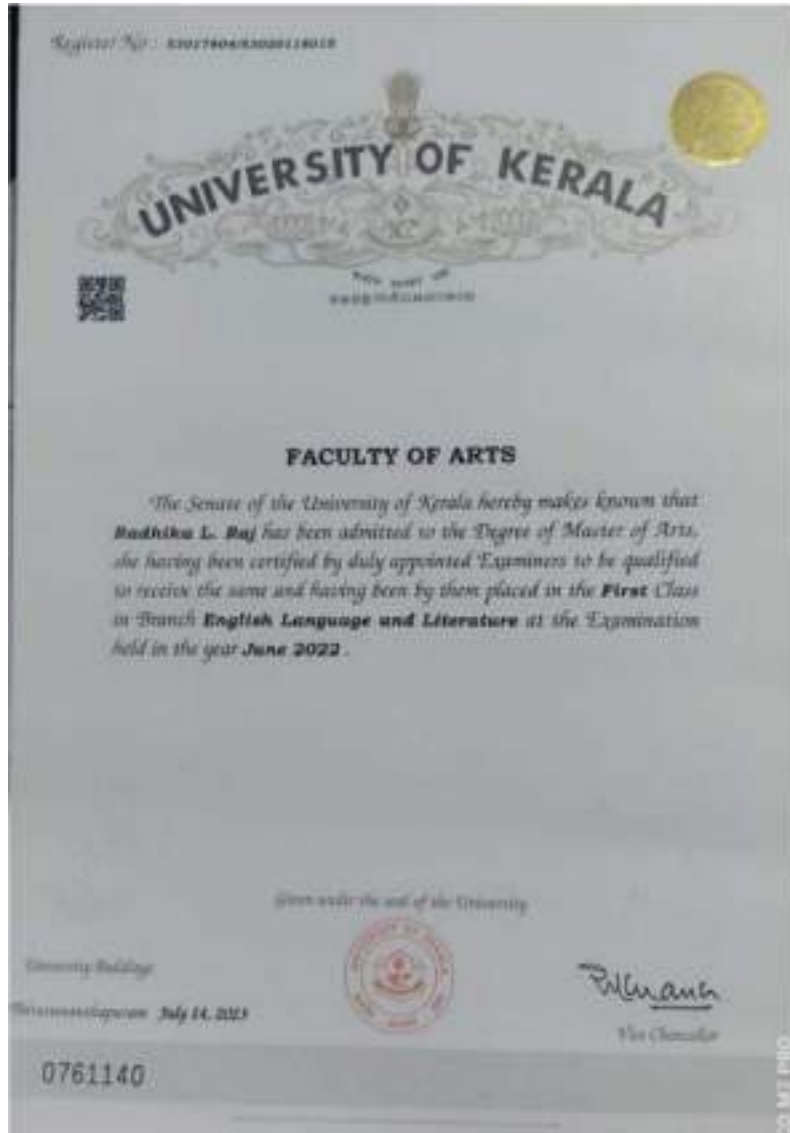 Register No :
UNIVERSITY OF KERALA
FACULTY OF ARTS
The Senate of the University of Kerala hereby makes known that
Radhika L. Raj has been admitted to the Degree of Master of Arts,
she having been certified by duly appointed Examiners to be qualified
to receive the same and having been by them placed in the First Class
in Branch English Language and Literature at the Examination
held in the year June 2022 .
Given under the seal of the University
University Buildings
Thiruvananthapuram July 14, 2023
Vice Chancellor
0761140